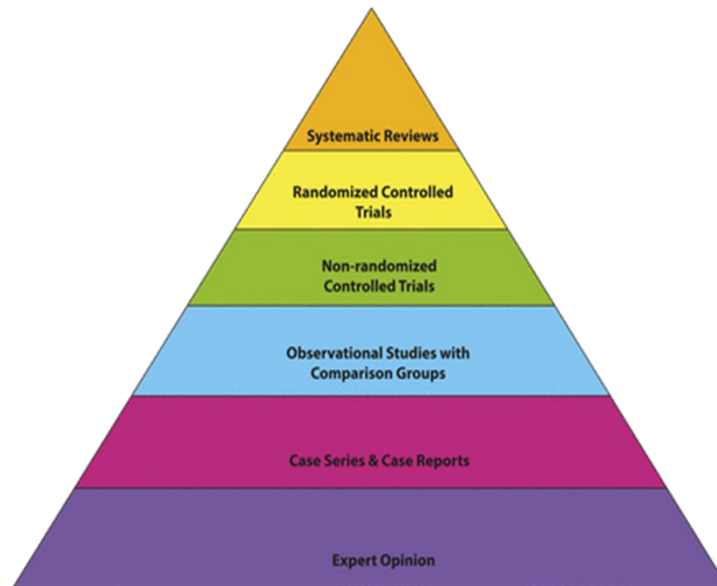 Systematic Reviews
Randomized Controlled
Trials
Non-randomized
Controlled Trials
Observational Studies with
Comparison Groups
Case Series & Case Reports
Expert Opinion